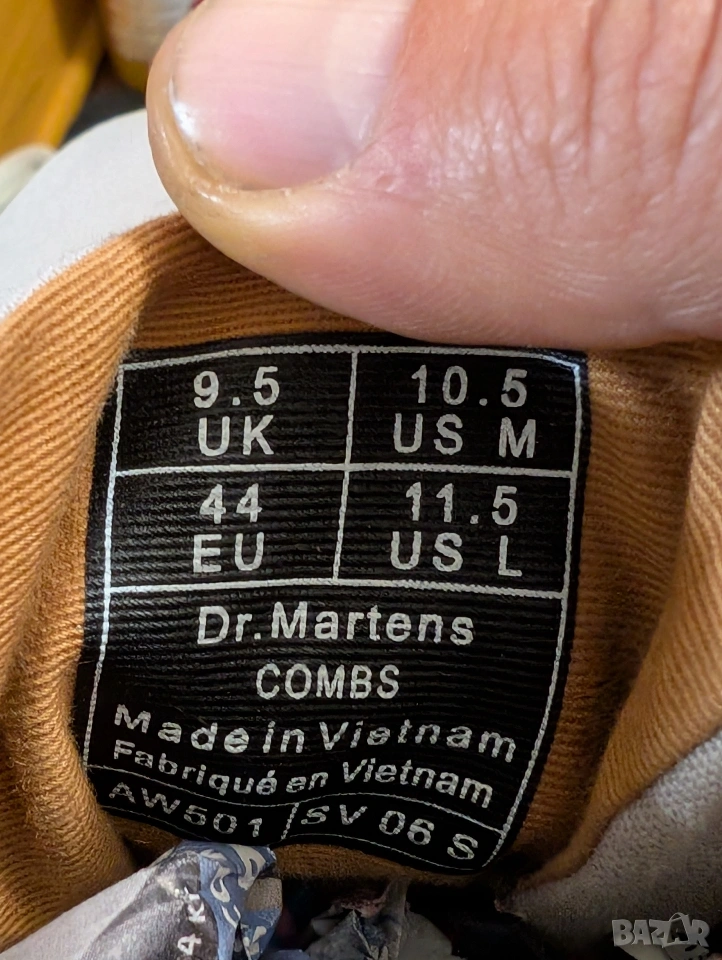 9.5 10.5
UK US M
44 11.5
EU US L
Dr.Martens
COMBS
Made in Vietnam
Fabriqué en Vietnam
AW501 SV 06 S
BAZAR